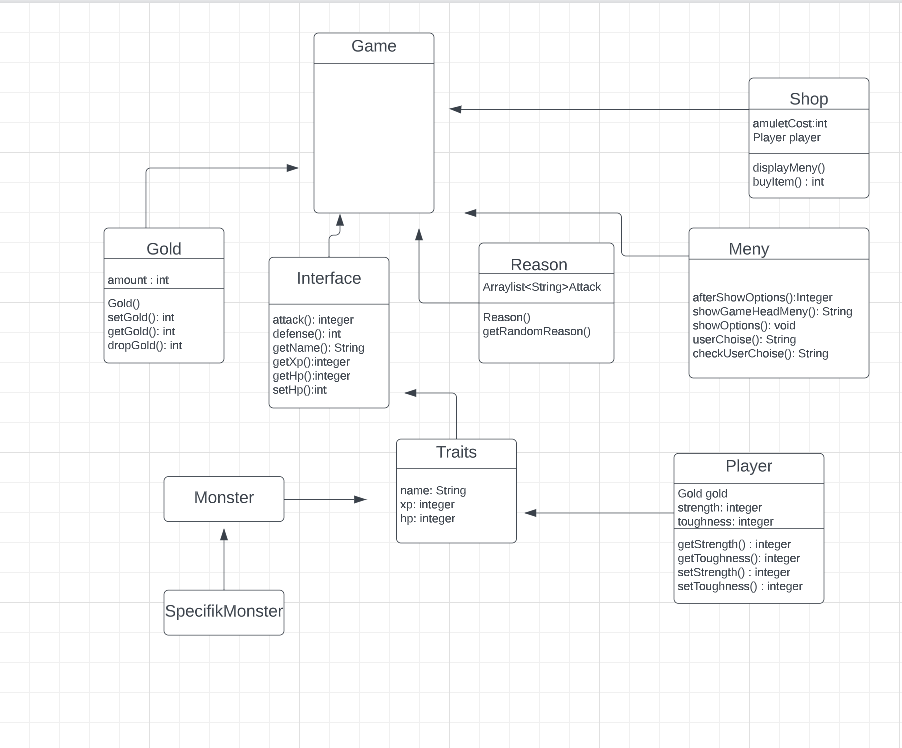 Game
Shop
amuletCost:int
Player player
displayMeny()
buyItem() : int
Gold
amount : int
Gold()
setGold(): int
getGold(): int
dropGold(): int
Interface
attack(): integer
defense(): int
getName(): String
getXp():integer
getHp():integer
setHp():int
Reason
Arraylist<String>Attack
Reason()
getRandomReason()
Meny
afterShowOptions():Integer
showGameHeadMeny(): String
showOptions(): void
userChoise(): String
checkUserChoise(): String
Traits
name: String
xp: integer
hp: integer
Monster
SpecifikMonster
Player
Gold gold
strength: integer
toughness: integer
getStrength() : integer
getToughness(): integer
setStrength() : integer
setToughness() : integer